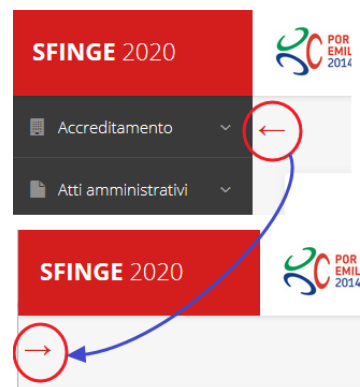 SFINGE 2020
POR
EMIL
2014
Accreditamento
Atti amministrativi
SFINGE 2020
POR
EMIL
2014